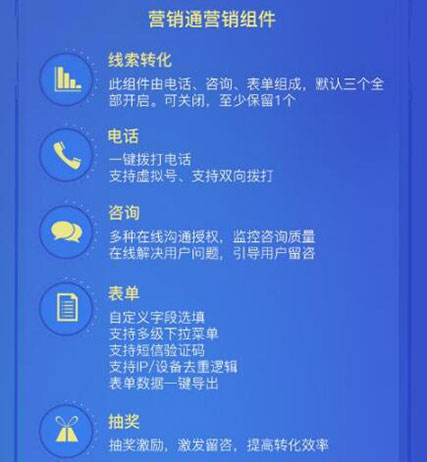 营销通营销组件
线索转化
此组件由电话、咨询、表单组成，默认三个全
部开启。可关闭，至少保留1个
电话
一键拨打电话
支持虚拟号、支持双向拨打
咨询
多种在线沟通授权，监控咨询质量
在线解决用户问题，引导用户留咨
表单
自定义字段选填
支持多级下拉菜单
支持短信验证码
支持IP/设备去重逻辑
表单数据一键导出
抽奖
抽奖激励，激发留咨，提高转化效率